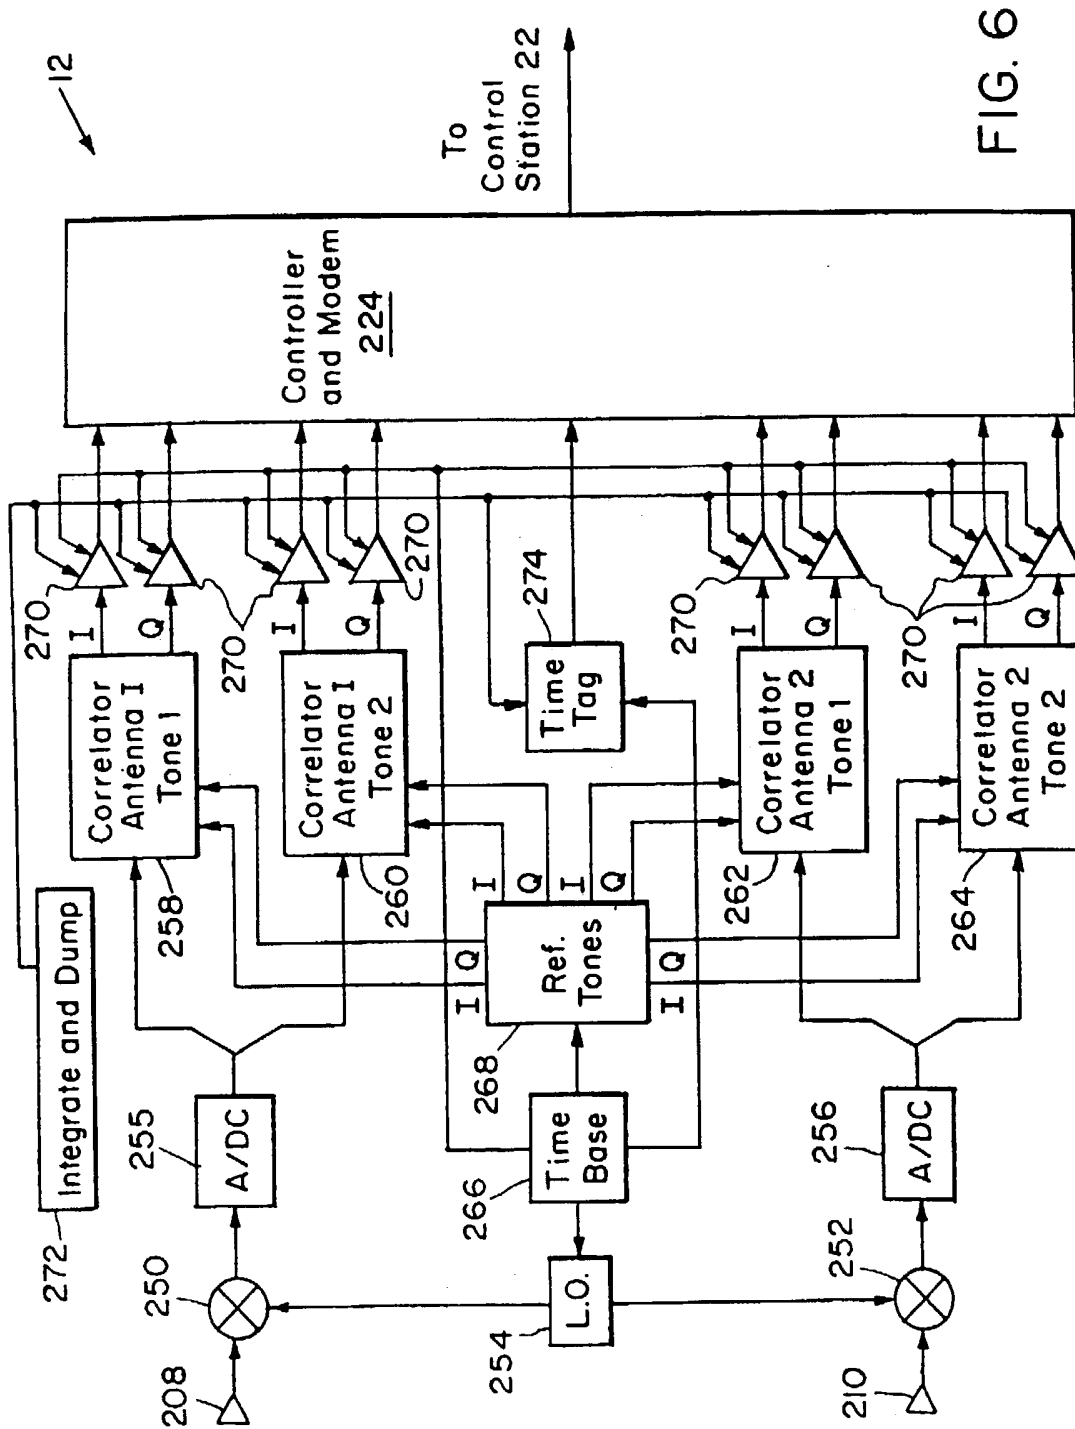 12
272
Integrate and Dump
208
250
255
A/DC
258
Correlator
Antenna 1
Tone 1
I
Q
270
270
260
Correlator
Antenna 1
Tone 2
I
Q
270
Controller
and Modem
224
To
Control
Station 22
254
L.O.
266
Time
Base
268
Ref.
Tones
I
Q
I
Q
I
Q
I
Q
274
Time
Tag
210
252
256
A/DC
262
Correlator
Antenna 2
Tone 1
I
Q
270
270
264
Correlator
Antenna 2
Tone 2
I
Q
FIG. 6